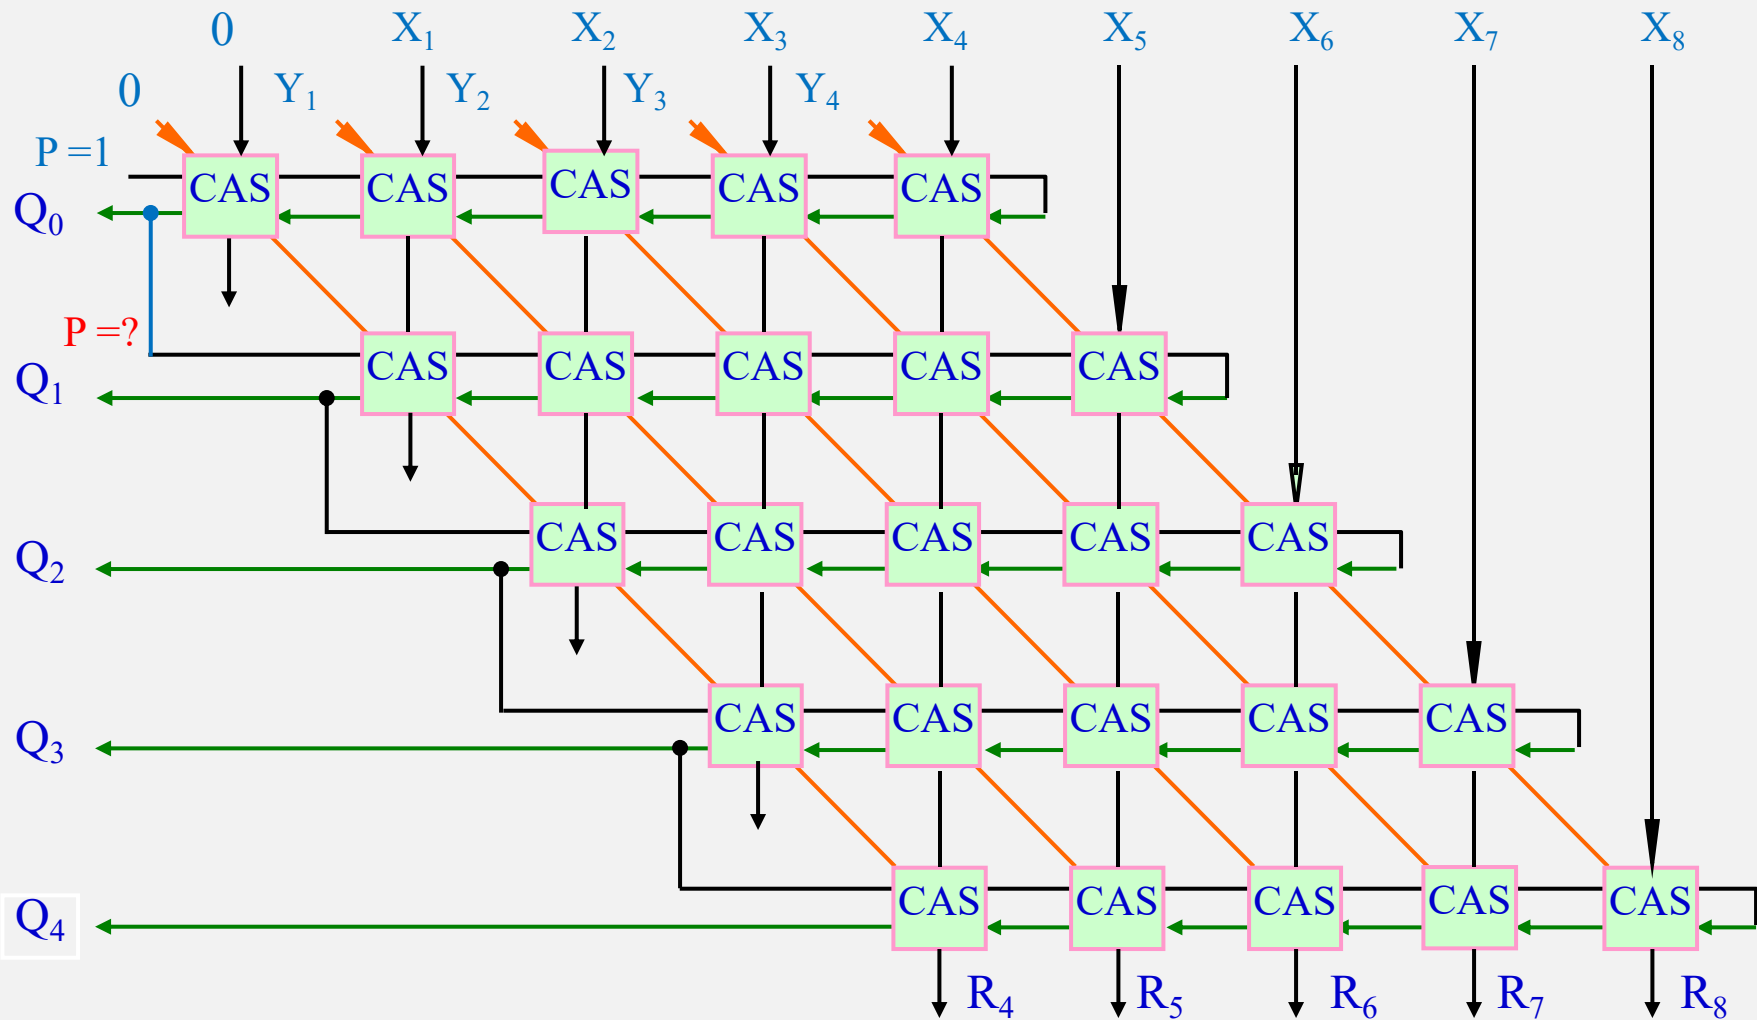 0 X₁ X₂ X₃ X₄ X₅ X₆ X₇ X₈
0 Y₁ Y₂ Y₃ Y₄
P =1
CAS CAS CAS CAS CAS
Q₀
P =?
CAS CAS CAS CAS CAS
Q₁
CAS CAS CAS CAS CAS
Q₂
CAS CAS CAS CAS CAS
Q₃
CAS CAS CAS CAS CAS
Q₄
R₄ R₅ R₆ R₇ R₈